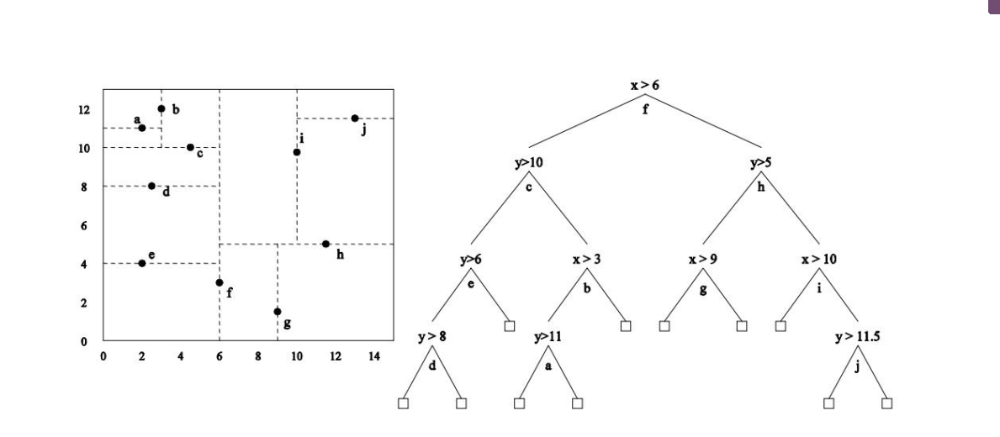 x > 6
f
12
b
a
j
i
10
c
y>10
y>5
c
h
8
d
6
e
y>6
x > 3
x > 9
x > 10
h
4
e
b
g
i
f
2
g
0
y > 8
y>11
y > 11.5
0 2 4 6 8 10 12 14
d
a
j